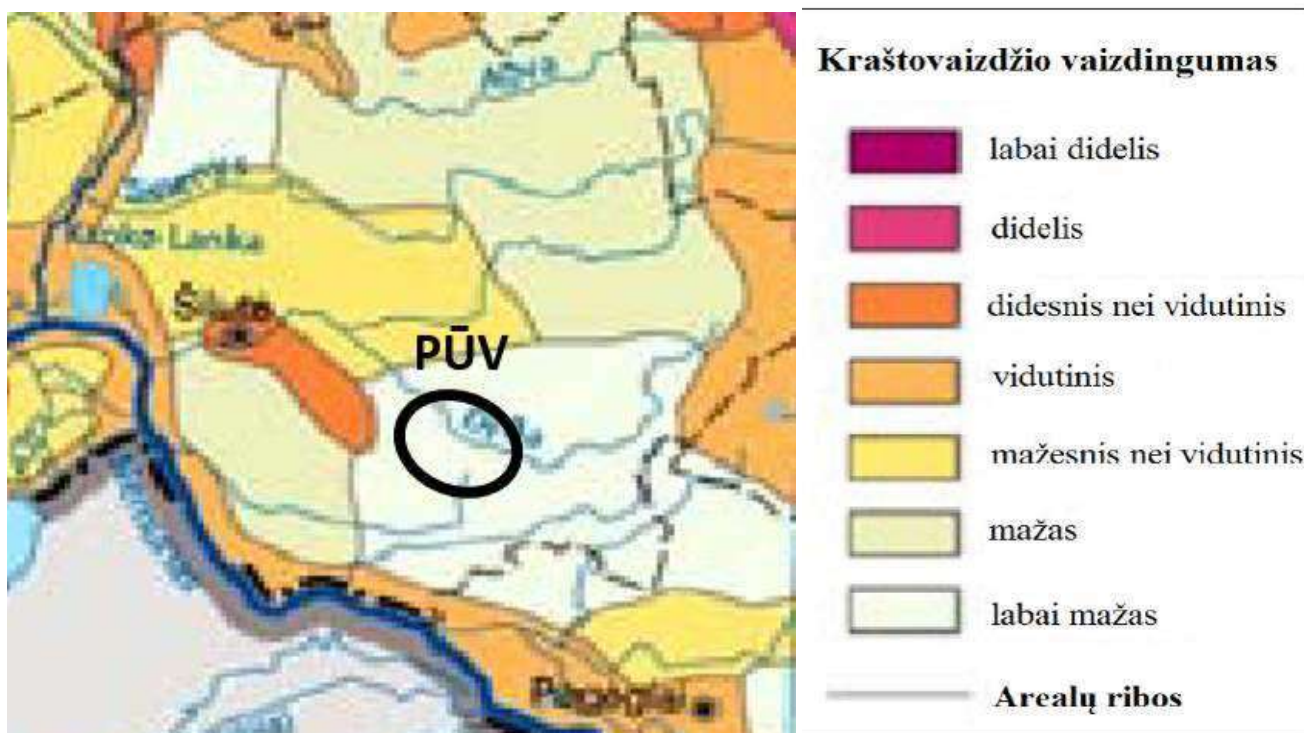 Šilutė
PŪV
Pagėgiai
Kraštovaizdžio vaizdingumas
labai didelis
didelis
didesnis nei vidutinis
vidutinis
mažesnis nei vidutinis
mažas
labai mažas
Arealų ribos